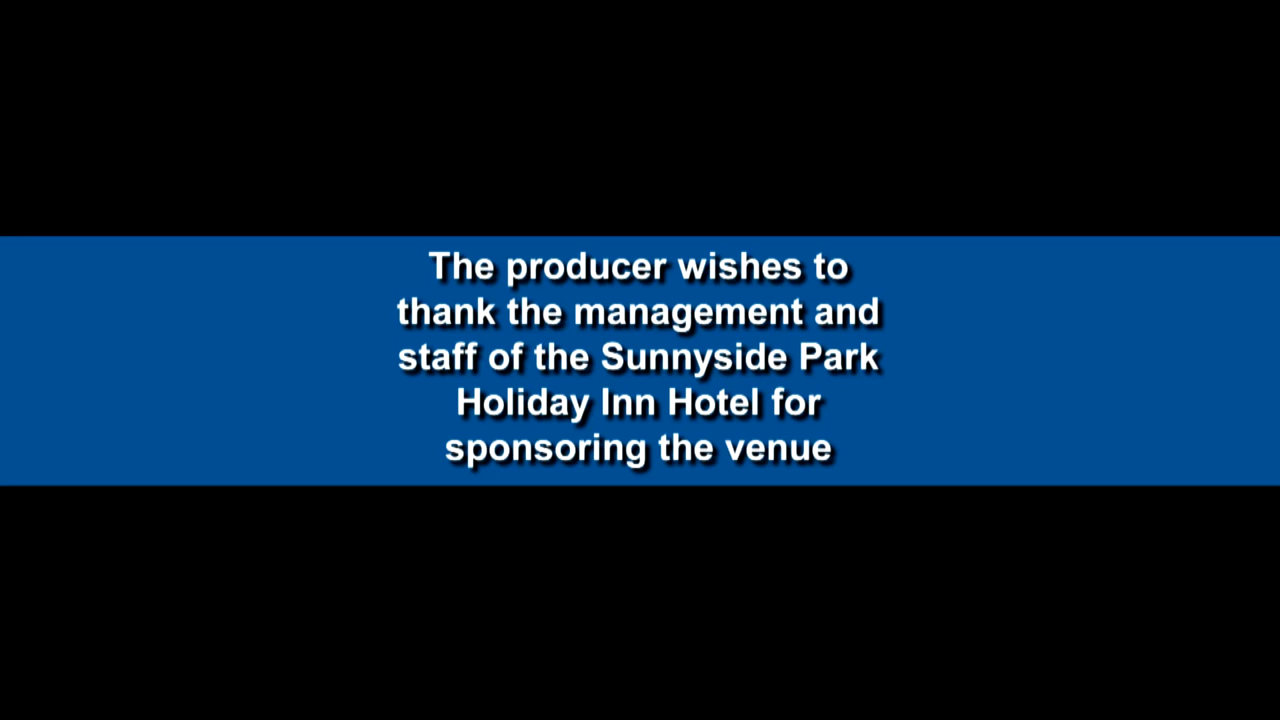 The producer wishes to
thank the management and
staff of the Sunnyside Park
Holiday Inn Hotel for
sponsoring the venue